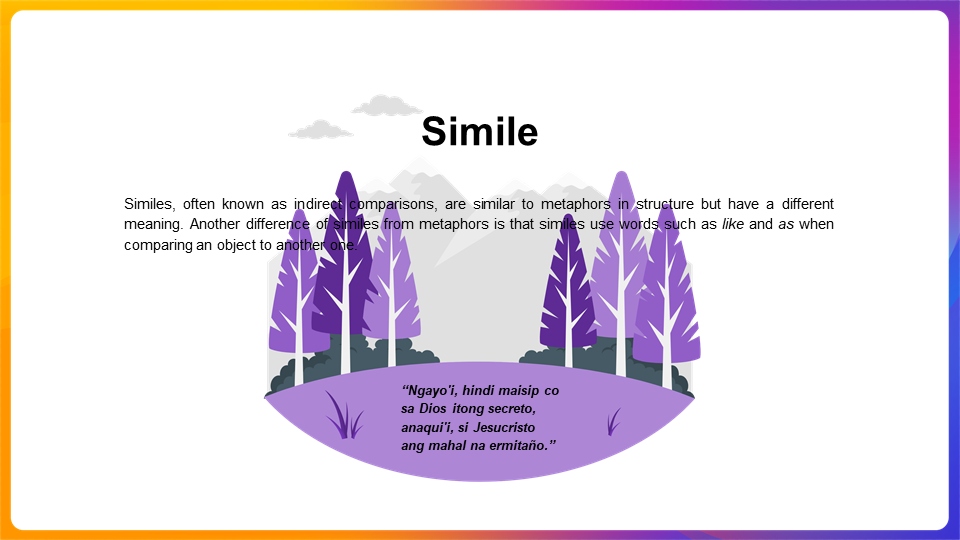 Simile
Similes, often known as indirect comparisons, are similar to metaphors in structure but have a different
meaning. Another difference of similes from metaphors is that similes use words such as like and as when
comparing an object to another one.
“Ngayo'i, hindi maisip co
sa Dios itong secreto,
anaqui'i, si Jesucristo
ang mahal na ermitaño.”